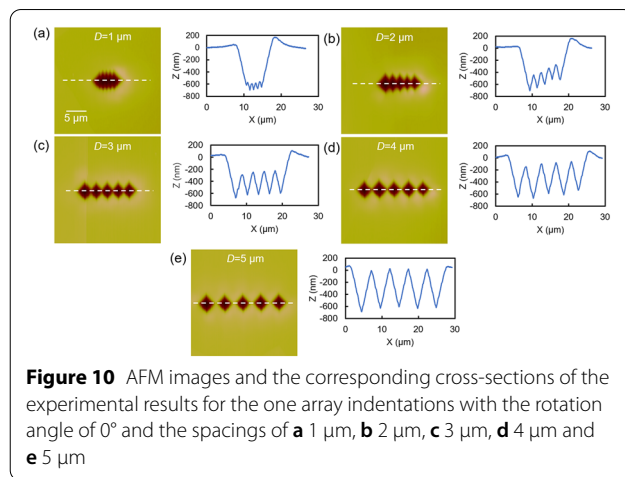 (a)
D=1 μm
5 μm
Z (nm)
200
0
-200
-400
-600
-800
0
10
20
30
X (μm)
(b)
D=2 μm
Z (nm)
200
0
-200
-400
-600
-800
0
10
20
30
X (μm)
(c)
D=3 μm
Z (nm)
200
0
-200
-400
-600
-800
0
10
20
30
X (μm)
(d)
D=4 μm
Z (nm)
200
0
-200
-400
-600
-800
0
10
20
30
X (μm)
(e)
D=5 μm
Z (nm)
200
0
-200
-400
-600
-800
0
10
20
30
X (μm)
Figure 10 AFM images and the corresponding cross-sections of the
experimental results for the one array indentations with the rotation
angle of 0° and the spacings of a 1 μm, b 2 μm, c 3 μm, d 4 μm and
e 5 μm